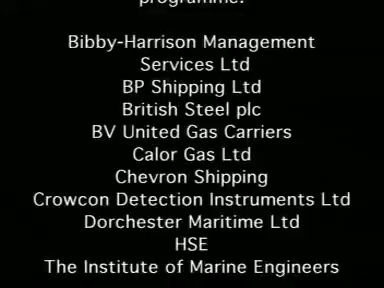 programme:
Bibby-Harrison Management
Services Ltd
BP Shipping Ltd
British Steel plc
BV United Gas Carriers
Calor Gas Ltd
Chevron Shipping
Crowcon Detection Instruments Ltd
Dorchester Maritime Ltd
HSE
The Institute of Marine Engineers